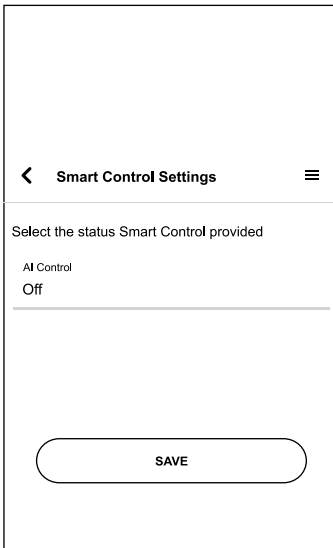 Smart Control Settings
Select the status Smart Control provided
AI Control
Off
SAVE